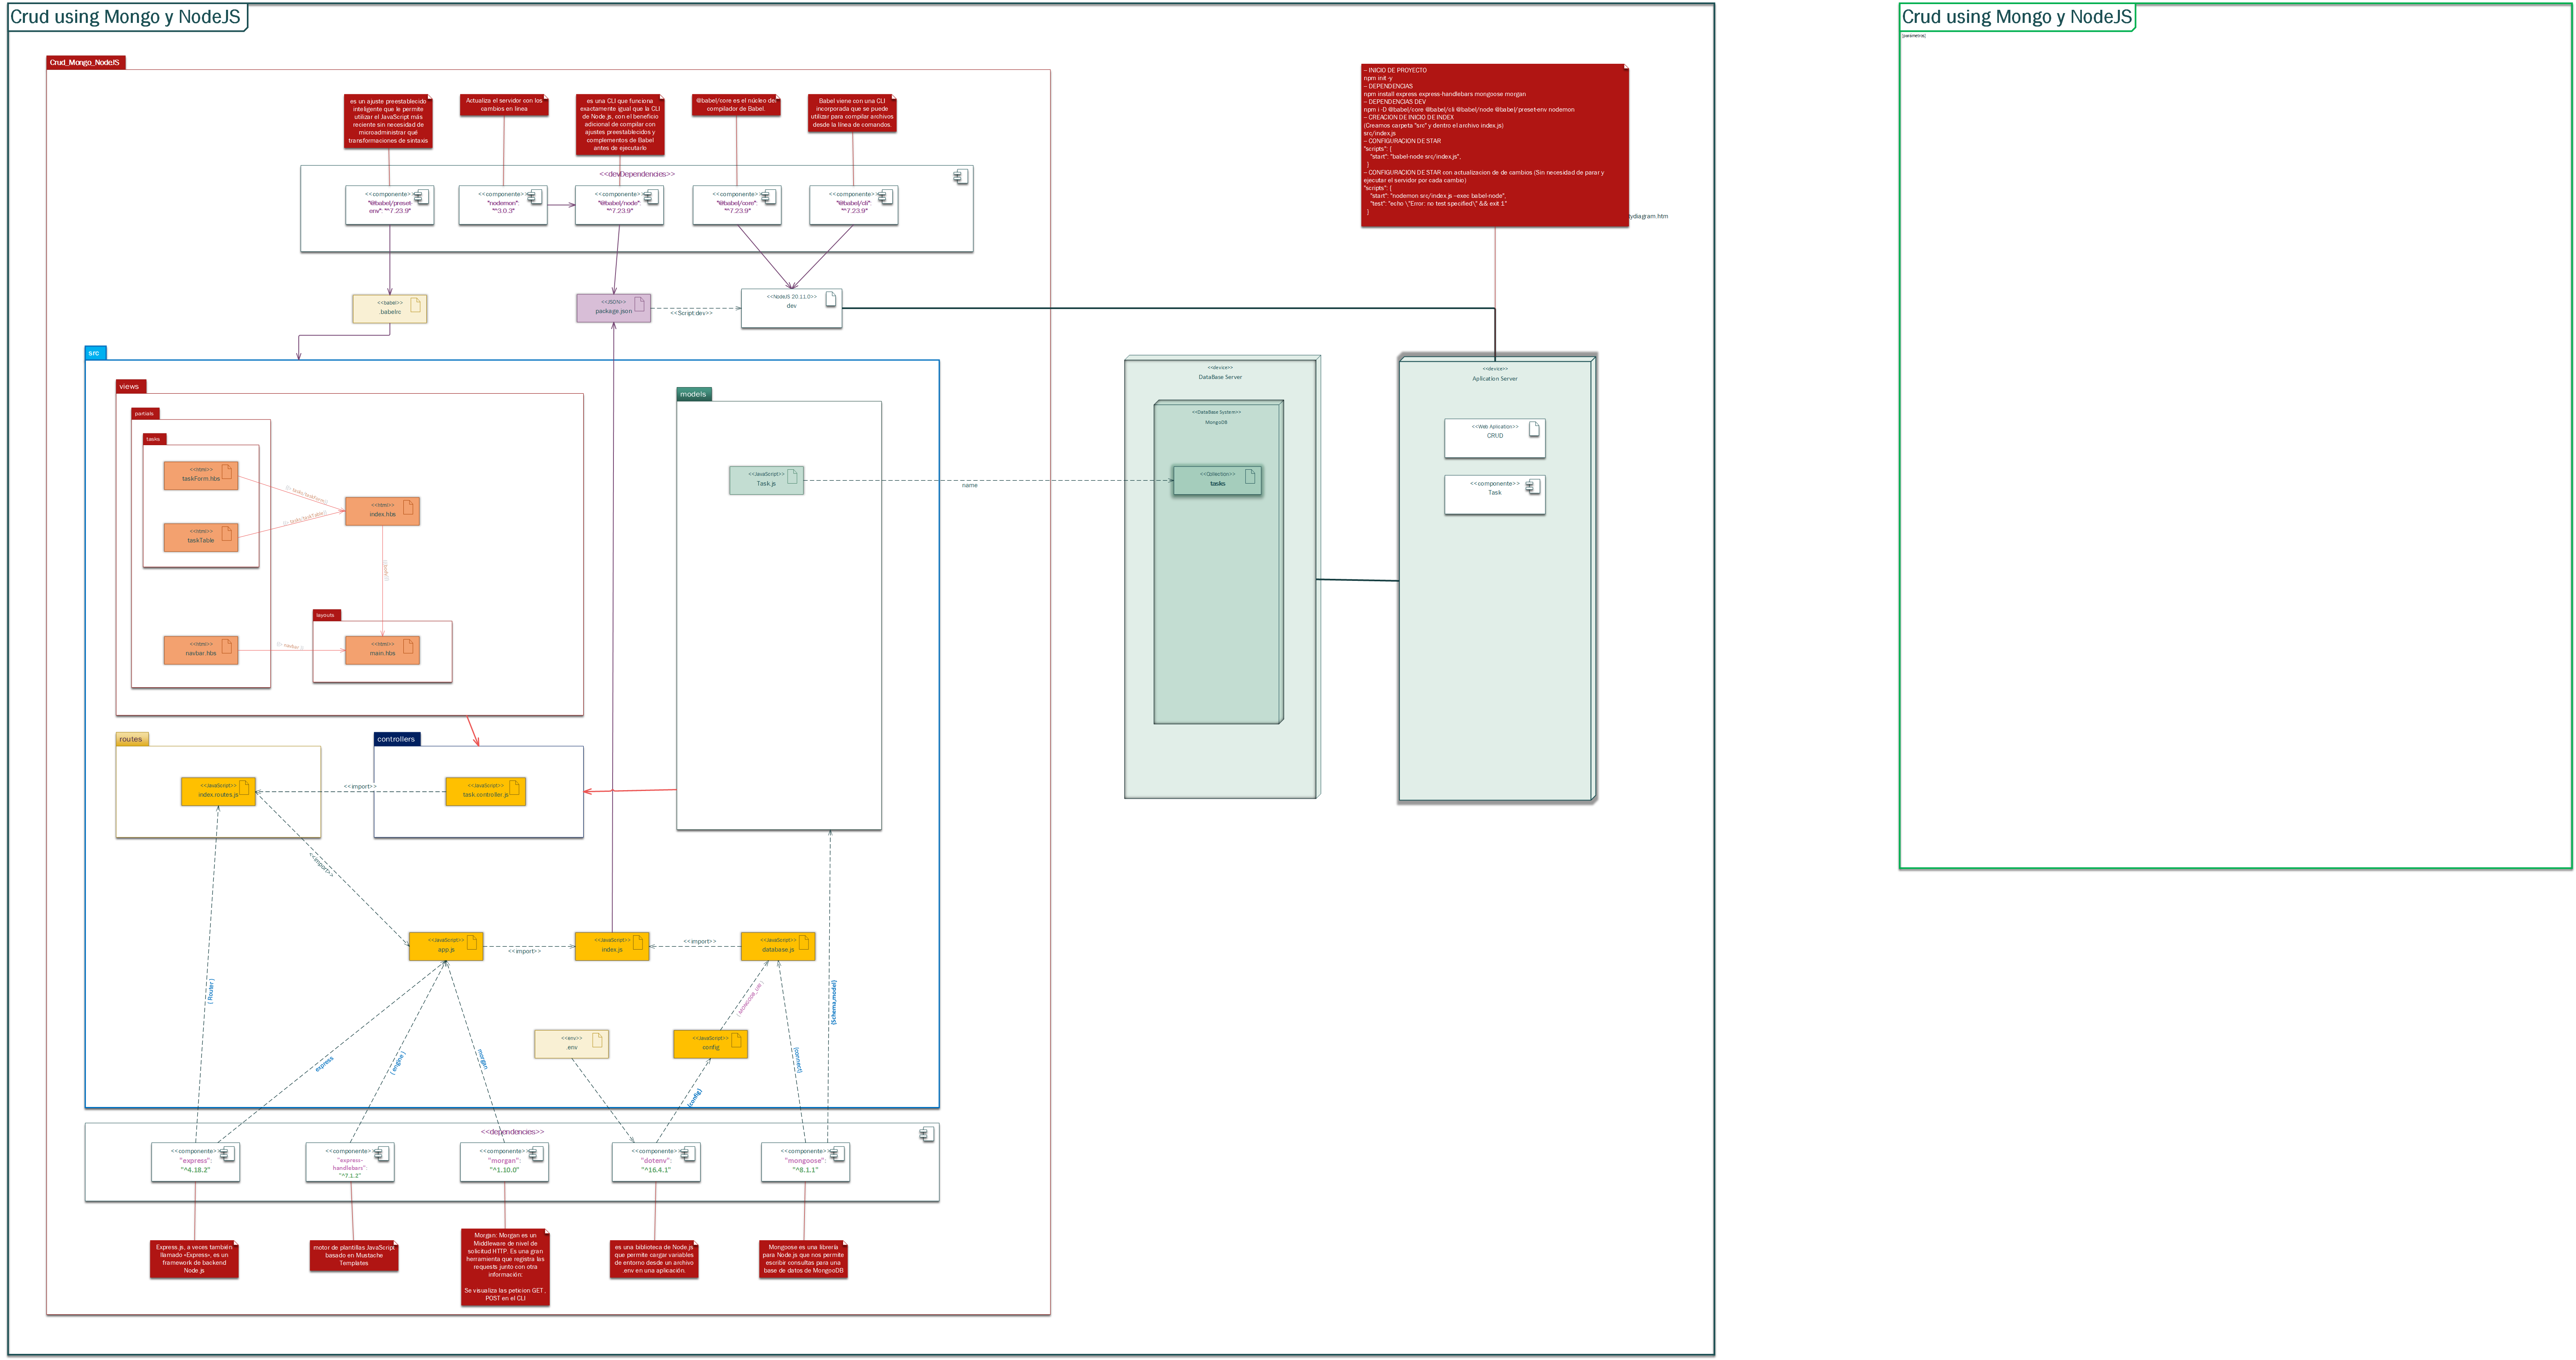 Crud using Mongo y NodeJS
Crud using Mongo y NodeJS
[parametros]
Crud_Mongo_NodeJS
es un ajuste preestablecido
inteligente que le permite
utilizar el JavaScript más
reciente sin necesidad de
microadministrar qué
transformaciones de sintaxis
Actualiza el servidor con los
cambios en linea
es una CLI que funciona
exactamente igual que la CLI
de Node.js, con el beneficio
adicional de compilar con
ajustes preestablecidos y
complementos de Babel
antes de ejecutarlo
@babel/core es el núcleo del
compilador de Babel.
Babel viene con una CLI
incorporada que se puede
utilizar para compilar archivos
desde la línea de comandos.
-- INICIO DE PROYECTO
npm init -y
-- DEPENDENCIAS
npm install express express-handlebars mongoose morgan
-- DEPENDENCIAS DEV
npm i -D @babel/core @babel/cli @babel/node @babel/preset-env nodemon
-- CREACION DE INICIO DE INDEX
(Creamos carpeta "src" y dentro el archivo index.js)
src/index.js
-- CONFIGURACION DE STAR
"scripts": {
"start": "babel-node src/index.js",
}
-- CONFIGURACION DE STAR con actualizacion de de cambios (Sin necesidad de parar y
ejecutar el servidor por cada cambio)
"scripts": {
"start": "nodemon src/index.js --exec babel-node",
"test": "echo \"Error: no test specified\" && exit 1"
}
tydiagram.htm
<<devDependencies>>
<<componente>>
"@babel/preset-
env": "^7.23.9"
<<componente>>
"nodemon":
"^3.0.3"
<<componente>>
"@babel/node":
"^7.23.9"
<<componente>>
"@babel/core":
"^7.23.9"
<<componente>>
"@babel/cli":
"^7.23.9"
<<babel>>
.babelrc
<<JSON>>
package.json
<<Script:dev>>
<<NodeJS 20.11.0>>
dev
src
views
partials
tasks
<<html>>
taskForm.hbs
<<html>>
taskTable
<<html>>
index.hbs
{{> tasks/taskForm}}
{{> tasks/taskTable}}
{{{body}}}
layouts
<<html>>
navbar.hbs
{{> navbar }}
<<html>>
main.hbs
models
<<JavaScript>>
Task.js
name
<<device>>
DataBase Server
<<DataBase System>>
MongoDB
<<Collection>>
tasks
<<device>>
Aplication Server
<<Web Aplication>>
CRUD
<<componente>>
Task
routes
<<JavaScript>>
index.routes.js
<<import>>
controllers
<<JavaScript>>
task.controller.js
<<import>>
<<JavaScript>>
app.js
<<import>>
<<JavaScript>>
index.js
<<import>>
<<JavaScript>>
database.js
{ Router }
express
{ engine }
morgan
{ MONGODB_URI }
{connect}
{Schema,model}
<<env>>
.env
<<JavaScript>>
config
{config}
<<dependencies>>
<<componente>>
"express":
"^4.18.2"
<<componente>>
"express-
handlebars":
"^7.1.2"
<<componente>>
"morgan":
"^1.10.0"
<<componente>>
"dotenv":
"^16.4.1"
<<componente>>
"mongoose":
"^8.1.1"
Express.js, a veces también
llamado «Express», es un
framework de backend
Node.js
motor de plantillas JavaScript
basado en Mustache
Templates
Morgan: Morgan es un
Middleware de nivel de
solicitud HTTP. Es una gran
herramienta que registra las
requests junto con otra
información:
Se visualiza las peticion GET ,
POST en el CLI
es una biblioteca de Node.js
que permite cargar variables
de entorno desde un archivo
.env en una aplicación.
Mongoose es una librería
para Node.js que nos permite
escribir consultas para una
base de datos de MongooDB